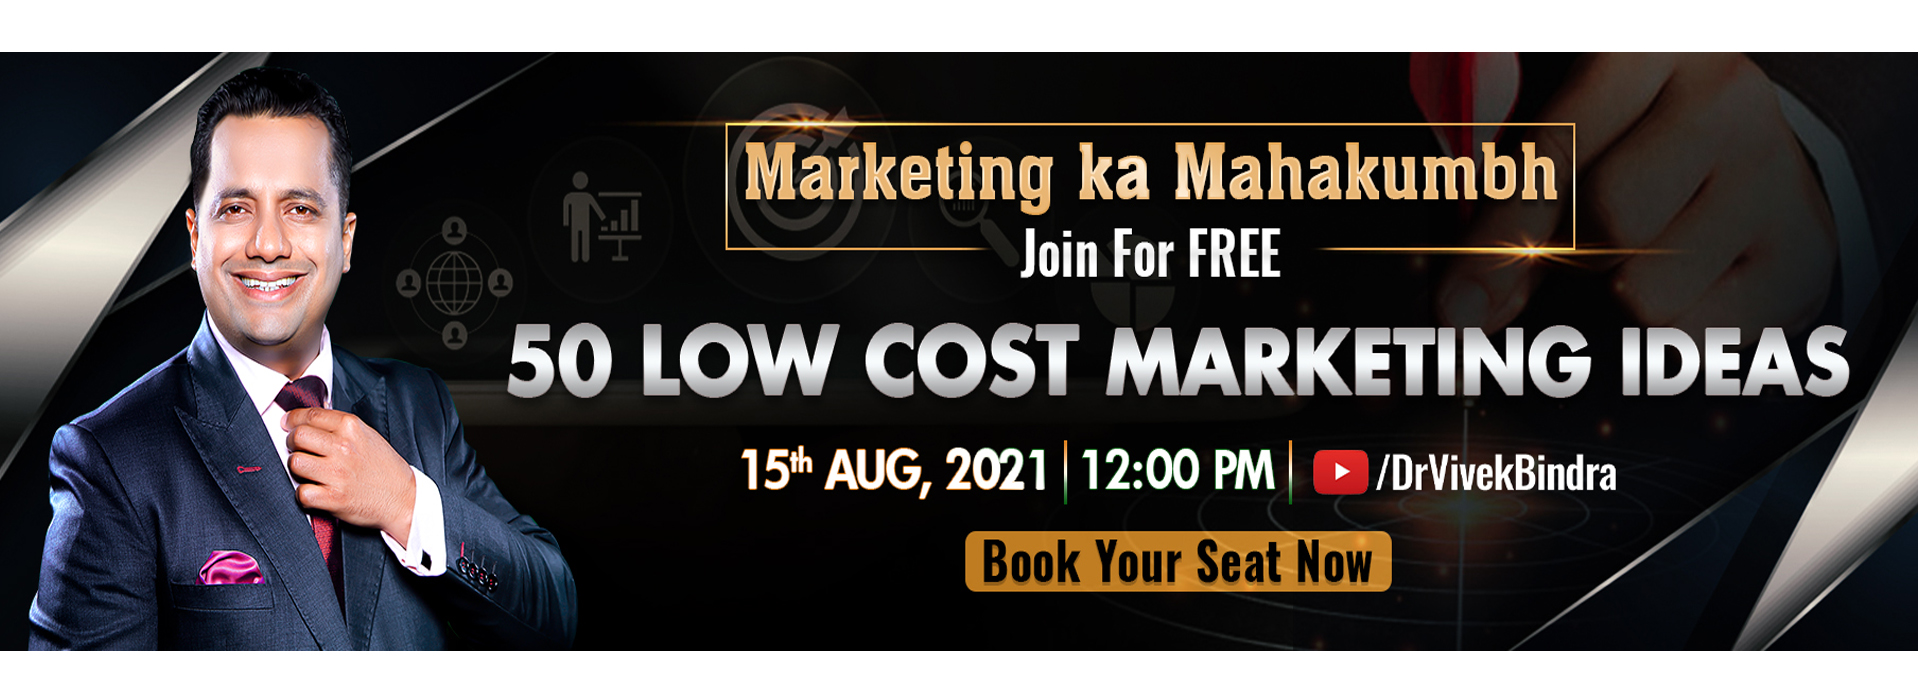 Marketing ka Mahakumbh
Join For FREE
50 LOW COST MARKETING IDEAS
15th AUG, 2021 | 12:00 PM | /DrVivekBindra
Book Your Seat Now